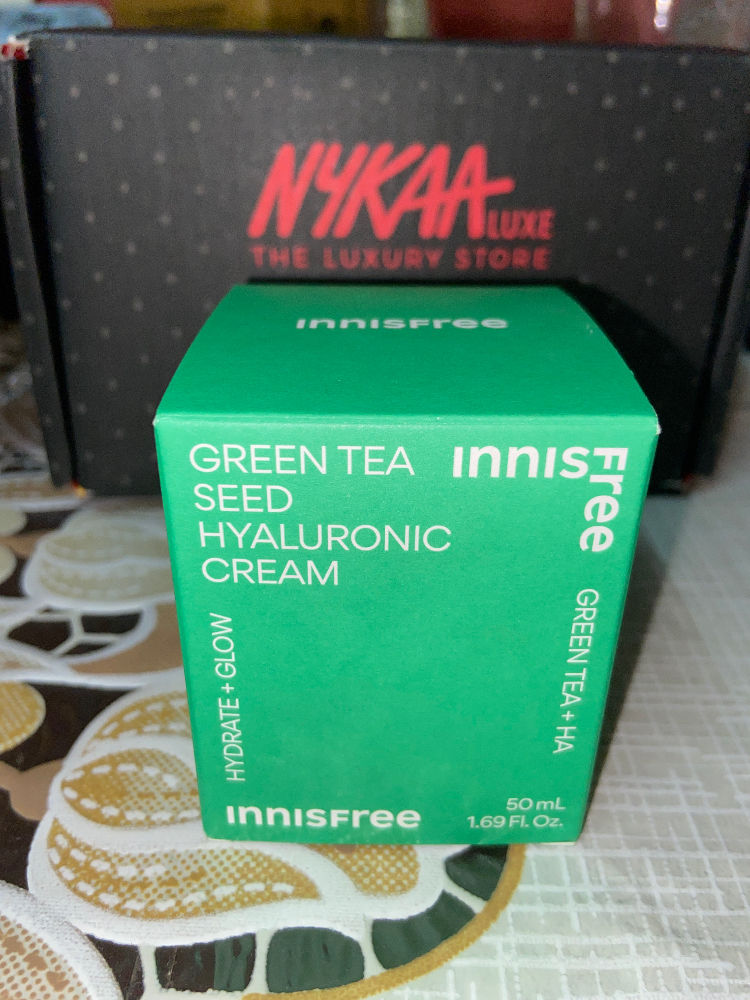 NYKAA LUXE
THE LUXURY STORE
innisfree
GREEN TEA
SEED
HYALURONIC
CREAM
innisfree
HYDRATE + GLOW
GREEN TEA + HA
innisfree
50 mL
1.69 Fl. Oz.